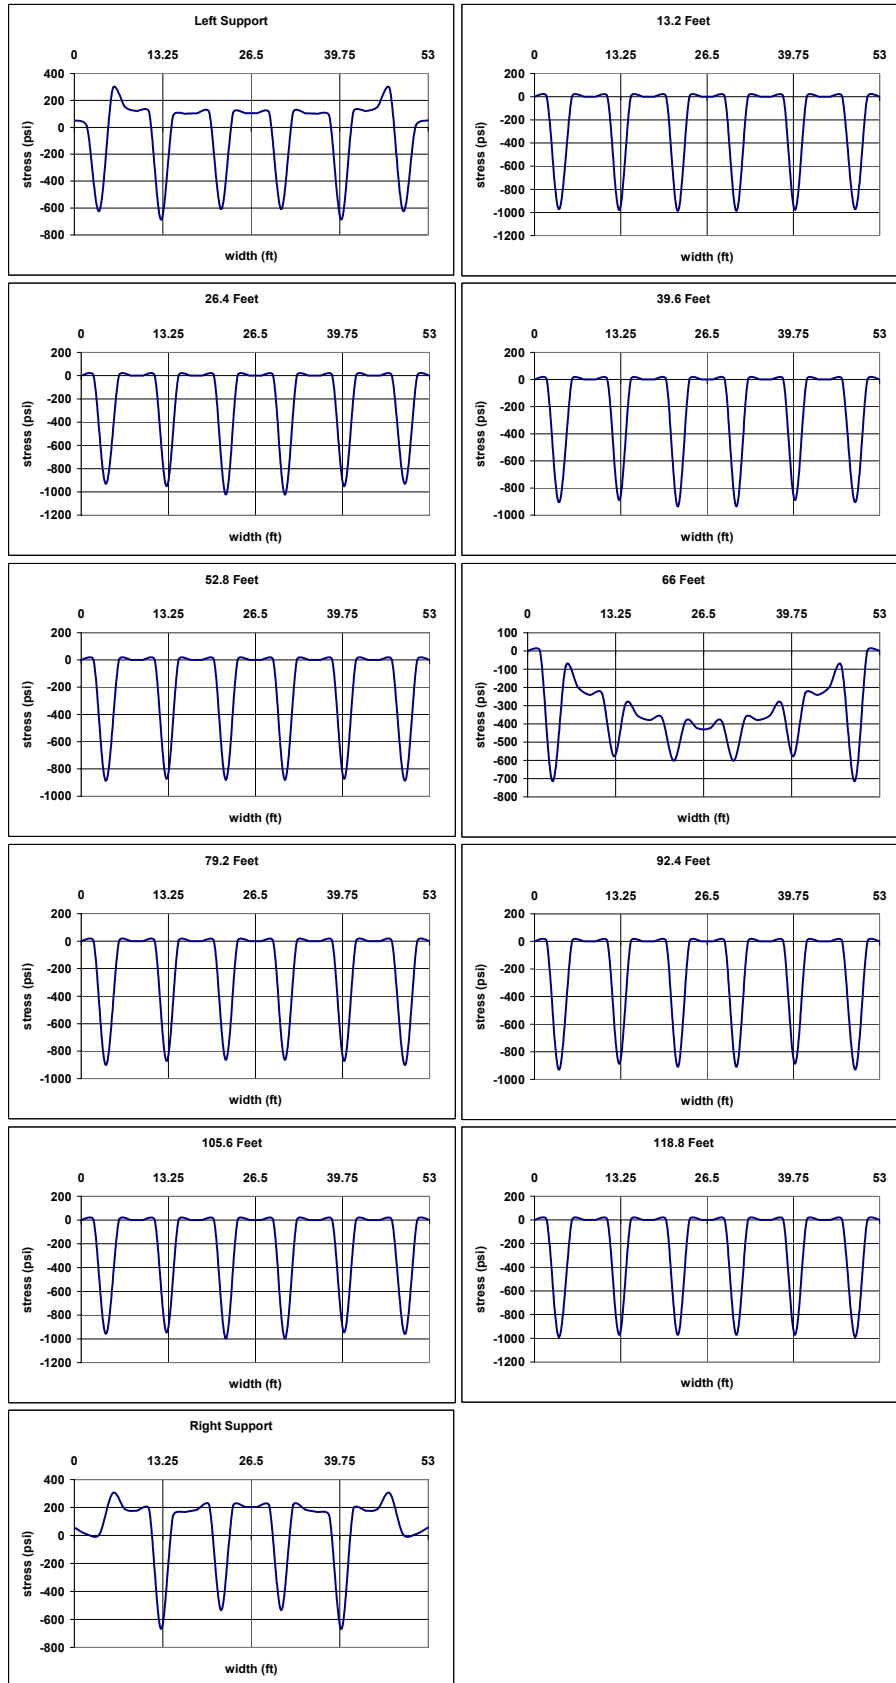 Left Support
0 13.25 26.5 39.75 53
400
200
0
-200
-400
-600
-800
stress (psi)
width (ft)
13.2 Feet
0 13.25 26.5 39.75 53
200
0
-200
-400
-600
-800
-1000
-1200
stress (psi)
width (ft)
26.4 Feet
0 13.25 26.5 39.75 53
200
0
-200
-400
-600
-800
-1000
-1200
stress (psi)
width (ft)
39.6 Feet
0 13.25 26.5 39.75 53
200
0
-200
-400
-600
-800
-1000
stress (psi)
width (ft)
52.8 Feet
0 13.25 26.5 39.75 53
200
0
-200
-400
-600
-800
-1000
stress (psi)
width (ft)
66 Feet
0 13.25 26.5 39.75 53
100
0
-100
-200
-300
-400
-500
-600
-700
-800
stress (psi)
width (ft)
79.2 Feet
0 13.25 26.5 39.75 53
200
0
-200
-400
-600
-800
-1000
stress (psi)
width (ft)
92.4 Feet
0 13.25 26.5 39.75 53
200
0
-200
-400
-600
-800
-1000
stress (psi)
width (ft)
105.6 Feet
0 13.25 26.5 39.75 53
200
0
-200
-400
-600
-800
-1000
-1200
stress (psi)
width (ft)
118.8 Feet
0 13.25 26.5 39.75 53
200
0
-200
-400
-600
-800
-1000
-1200
stress (psi)
width (ft)
Right Support
0 13.25 26.5 39.75 53
400
200
0
-200
-400
-600
-800
stress (psi)
width (ft)